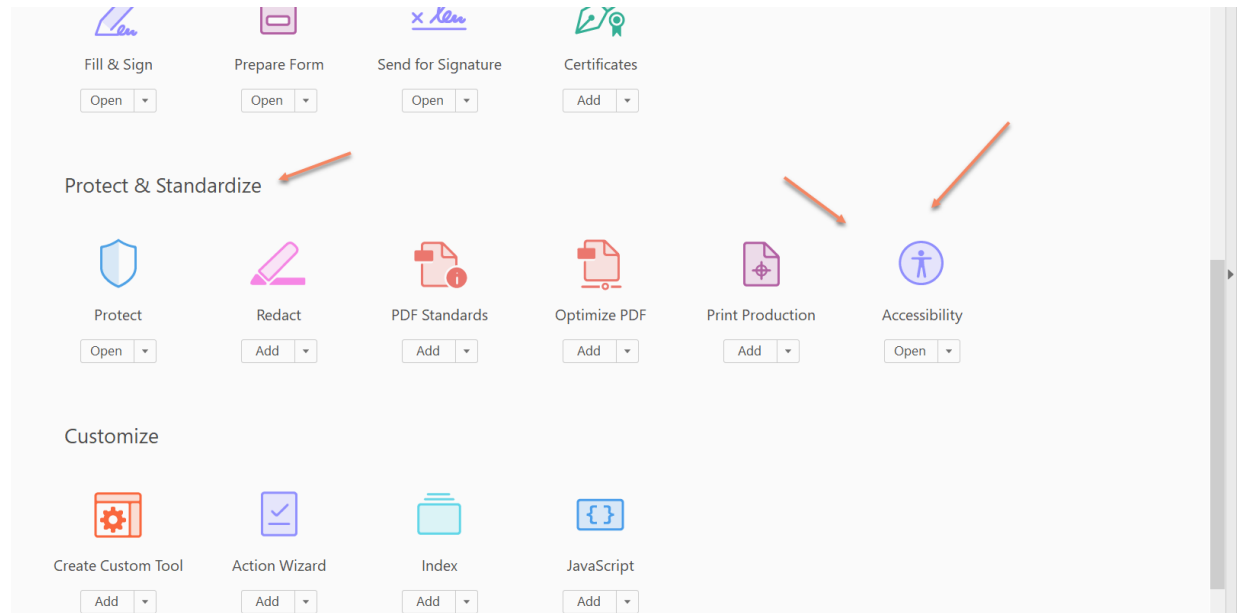 Fill & Sign Prepare Form Send for Signature Certificates
Open Open Open Add
Protect & Standardize
Protect Redact PDF Standards Optimize PDF Print Production Accessibility
Open Add Add Add Add Open
Customize
Create Custom Tool Action Wizard Index JavaScript
Add Add Add Add